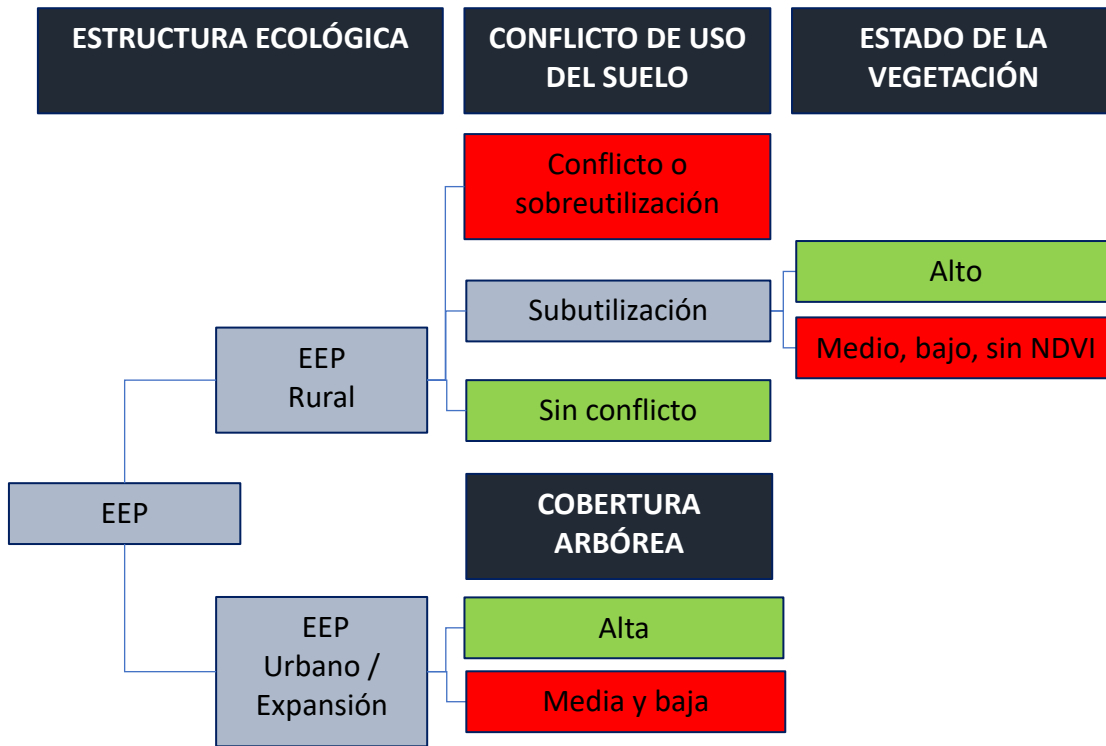 ESTRUCTURA ECOLÓGICA
CONFLICTO DE USO
DEL SUELO
ESTADO DE LA
VEGETACIÓN
Conflicto o
sobreutilización
Alto
Subutilización
Medio, bajo, sin NDVI
EEP
Rural
Sin conflicto
EEP
COBERTURA
ARBÓREA
EEP
Urbano /
Expansión
Alta
Media y baja